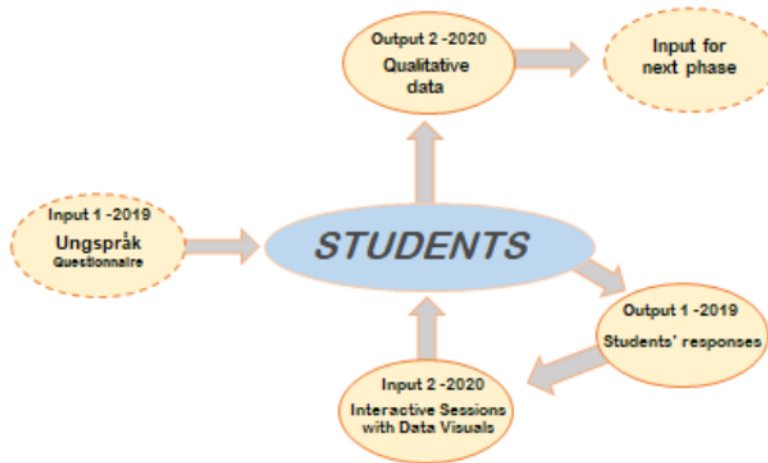 Output 2 -2020
Qualitative
data
Input for
next phase
Input 1 -2019
Ungspråk
Questionnaire
STUDENTS
Output 1 -2019
Students' responses
Input 2 -2020
Interactive Sessions
with Data Visuals